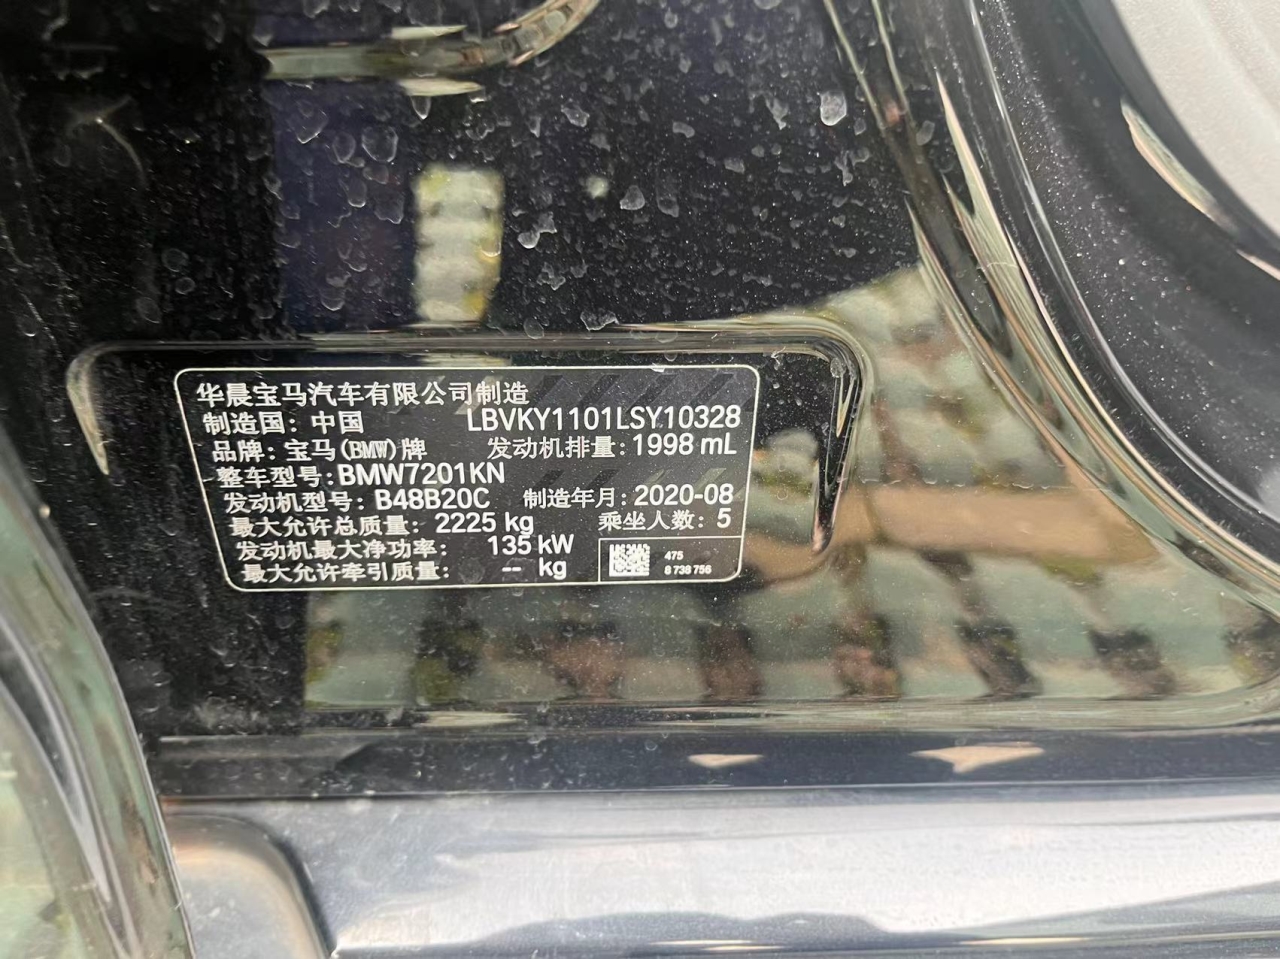 华晨宝马汽车有限公司制造
制造国：中国 LBVKY1101LSY10328
品牌：宝马(BMW)牌 发动机排量：1998 mL
整车型号：BMW7201KN
发动机型号：B48B20C 制造年月：2020-08
最大允许总质量：2225 kg 乘坐人数：5
发动机最大净功率：135 kW
最大允许牵引质量：-- kg
475
8 738 756